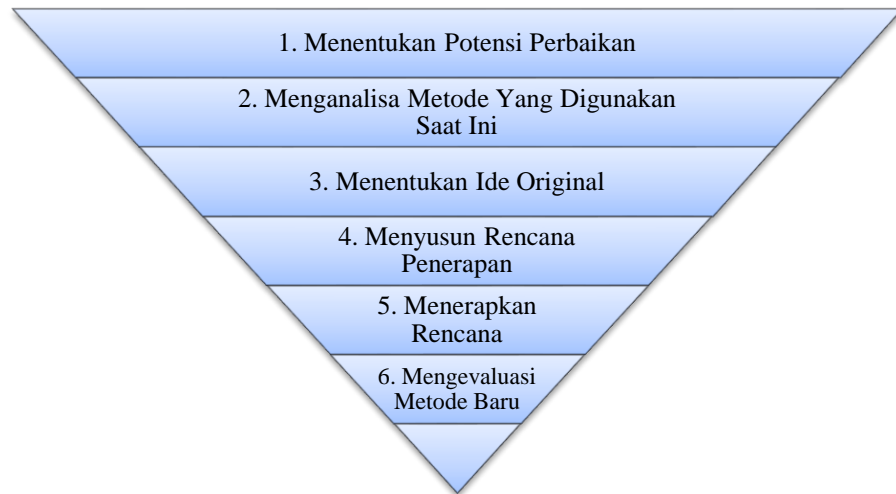 1. Menentukan Potensi Perbaikan
2. Menganalisa Metode Yang Digunakan
Saat Ini
3. Menentukan Ide Original
4. Menyusun Rencana
Penerapan
5. Menerapkan
Rencana
6. Mengevaluasi
Metode Baru